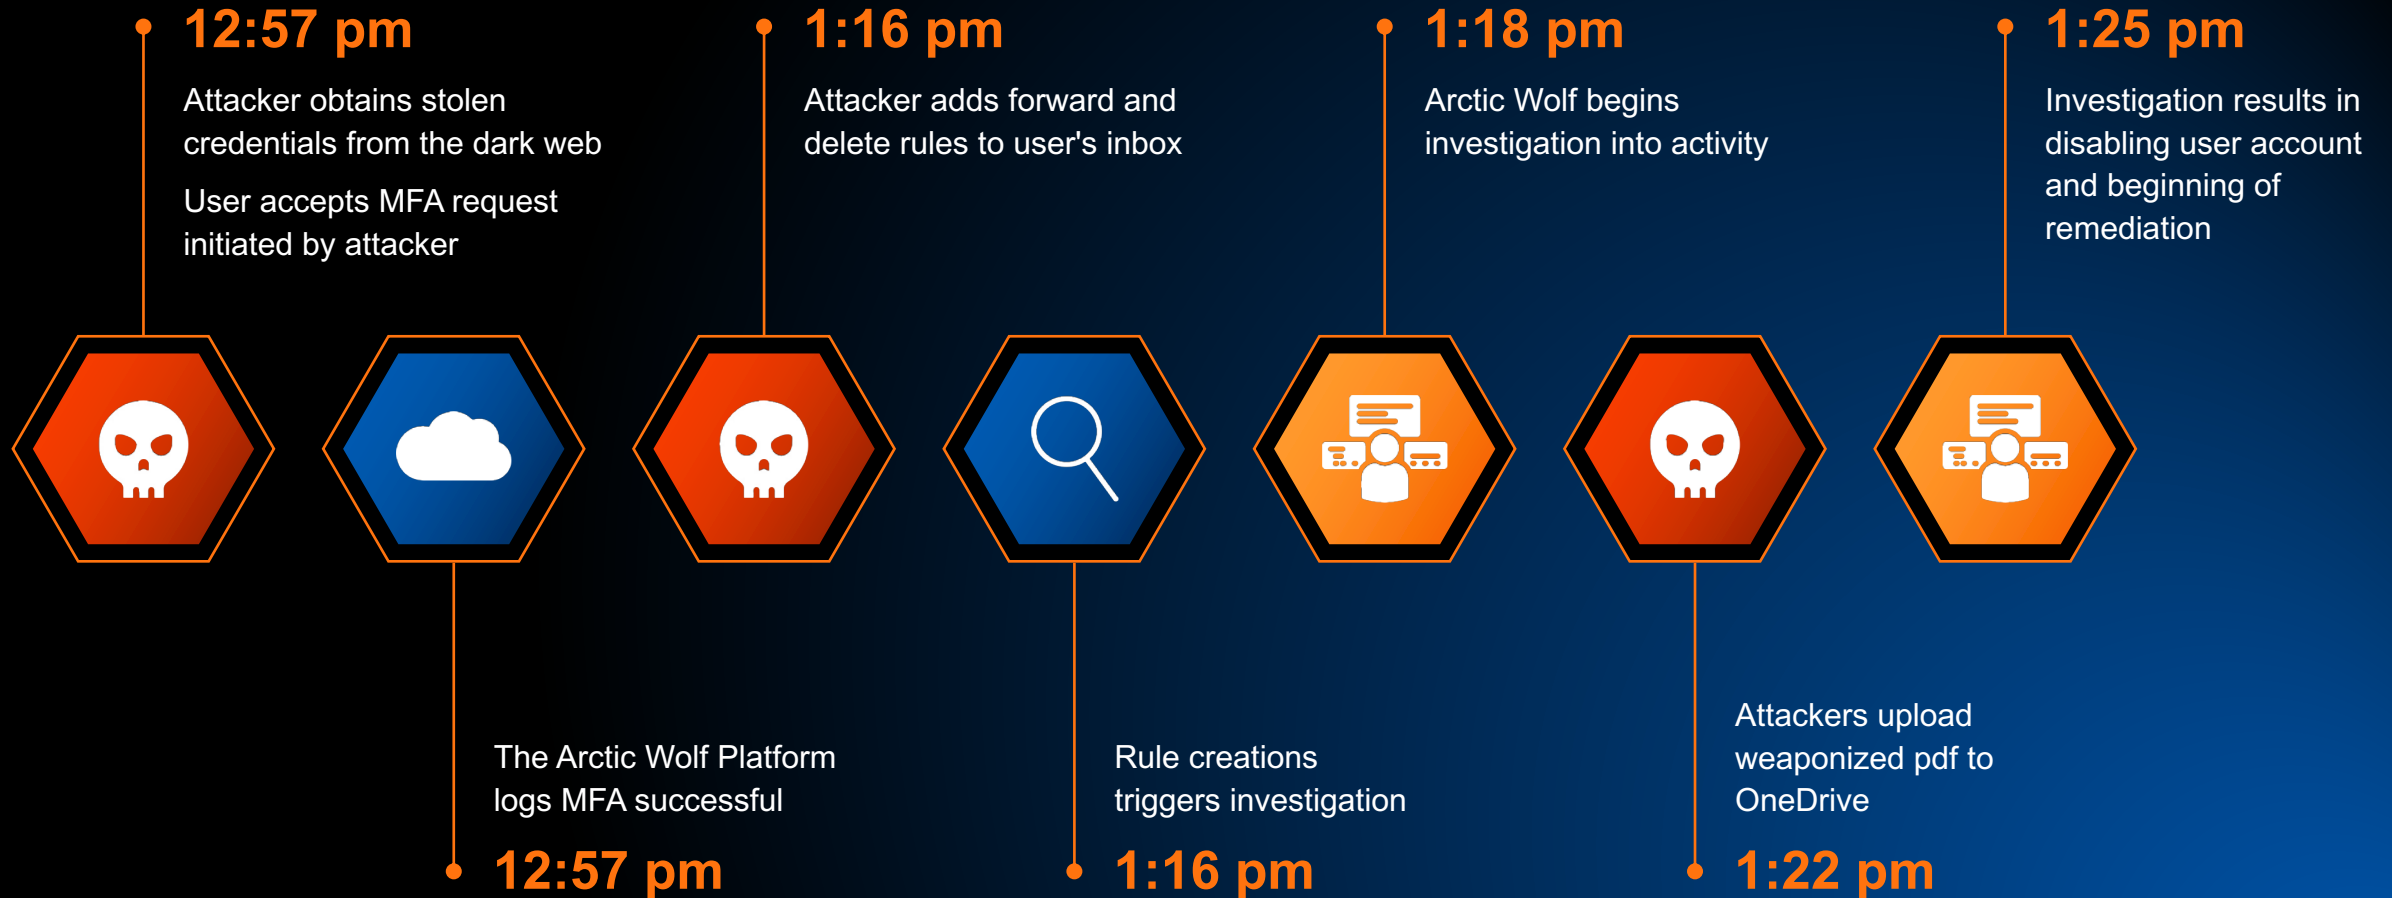 12:57 pm
Attacker obtains stolen
credentials from the dark web
User accepts MFA request
initiated by attacker
The Arctic Wolf Platform
logs MFA successful
12:57 pm
1:16 pm
Attacker adds forward and
delete rules to user's inbox
Rule creations
triggers investigation
1:16 pm
1:18 pm
Arctic Wolf begins
investigation into activity
Attackers upload
weaponized pdf to
OneDrive
1:22 pm
1:25 pm
Investigation results in
disabling user account
and beginning of
remediation